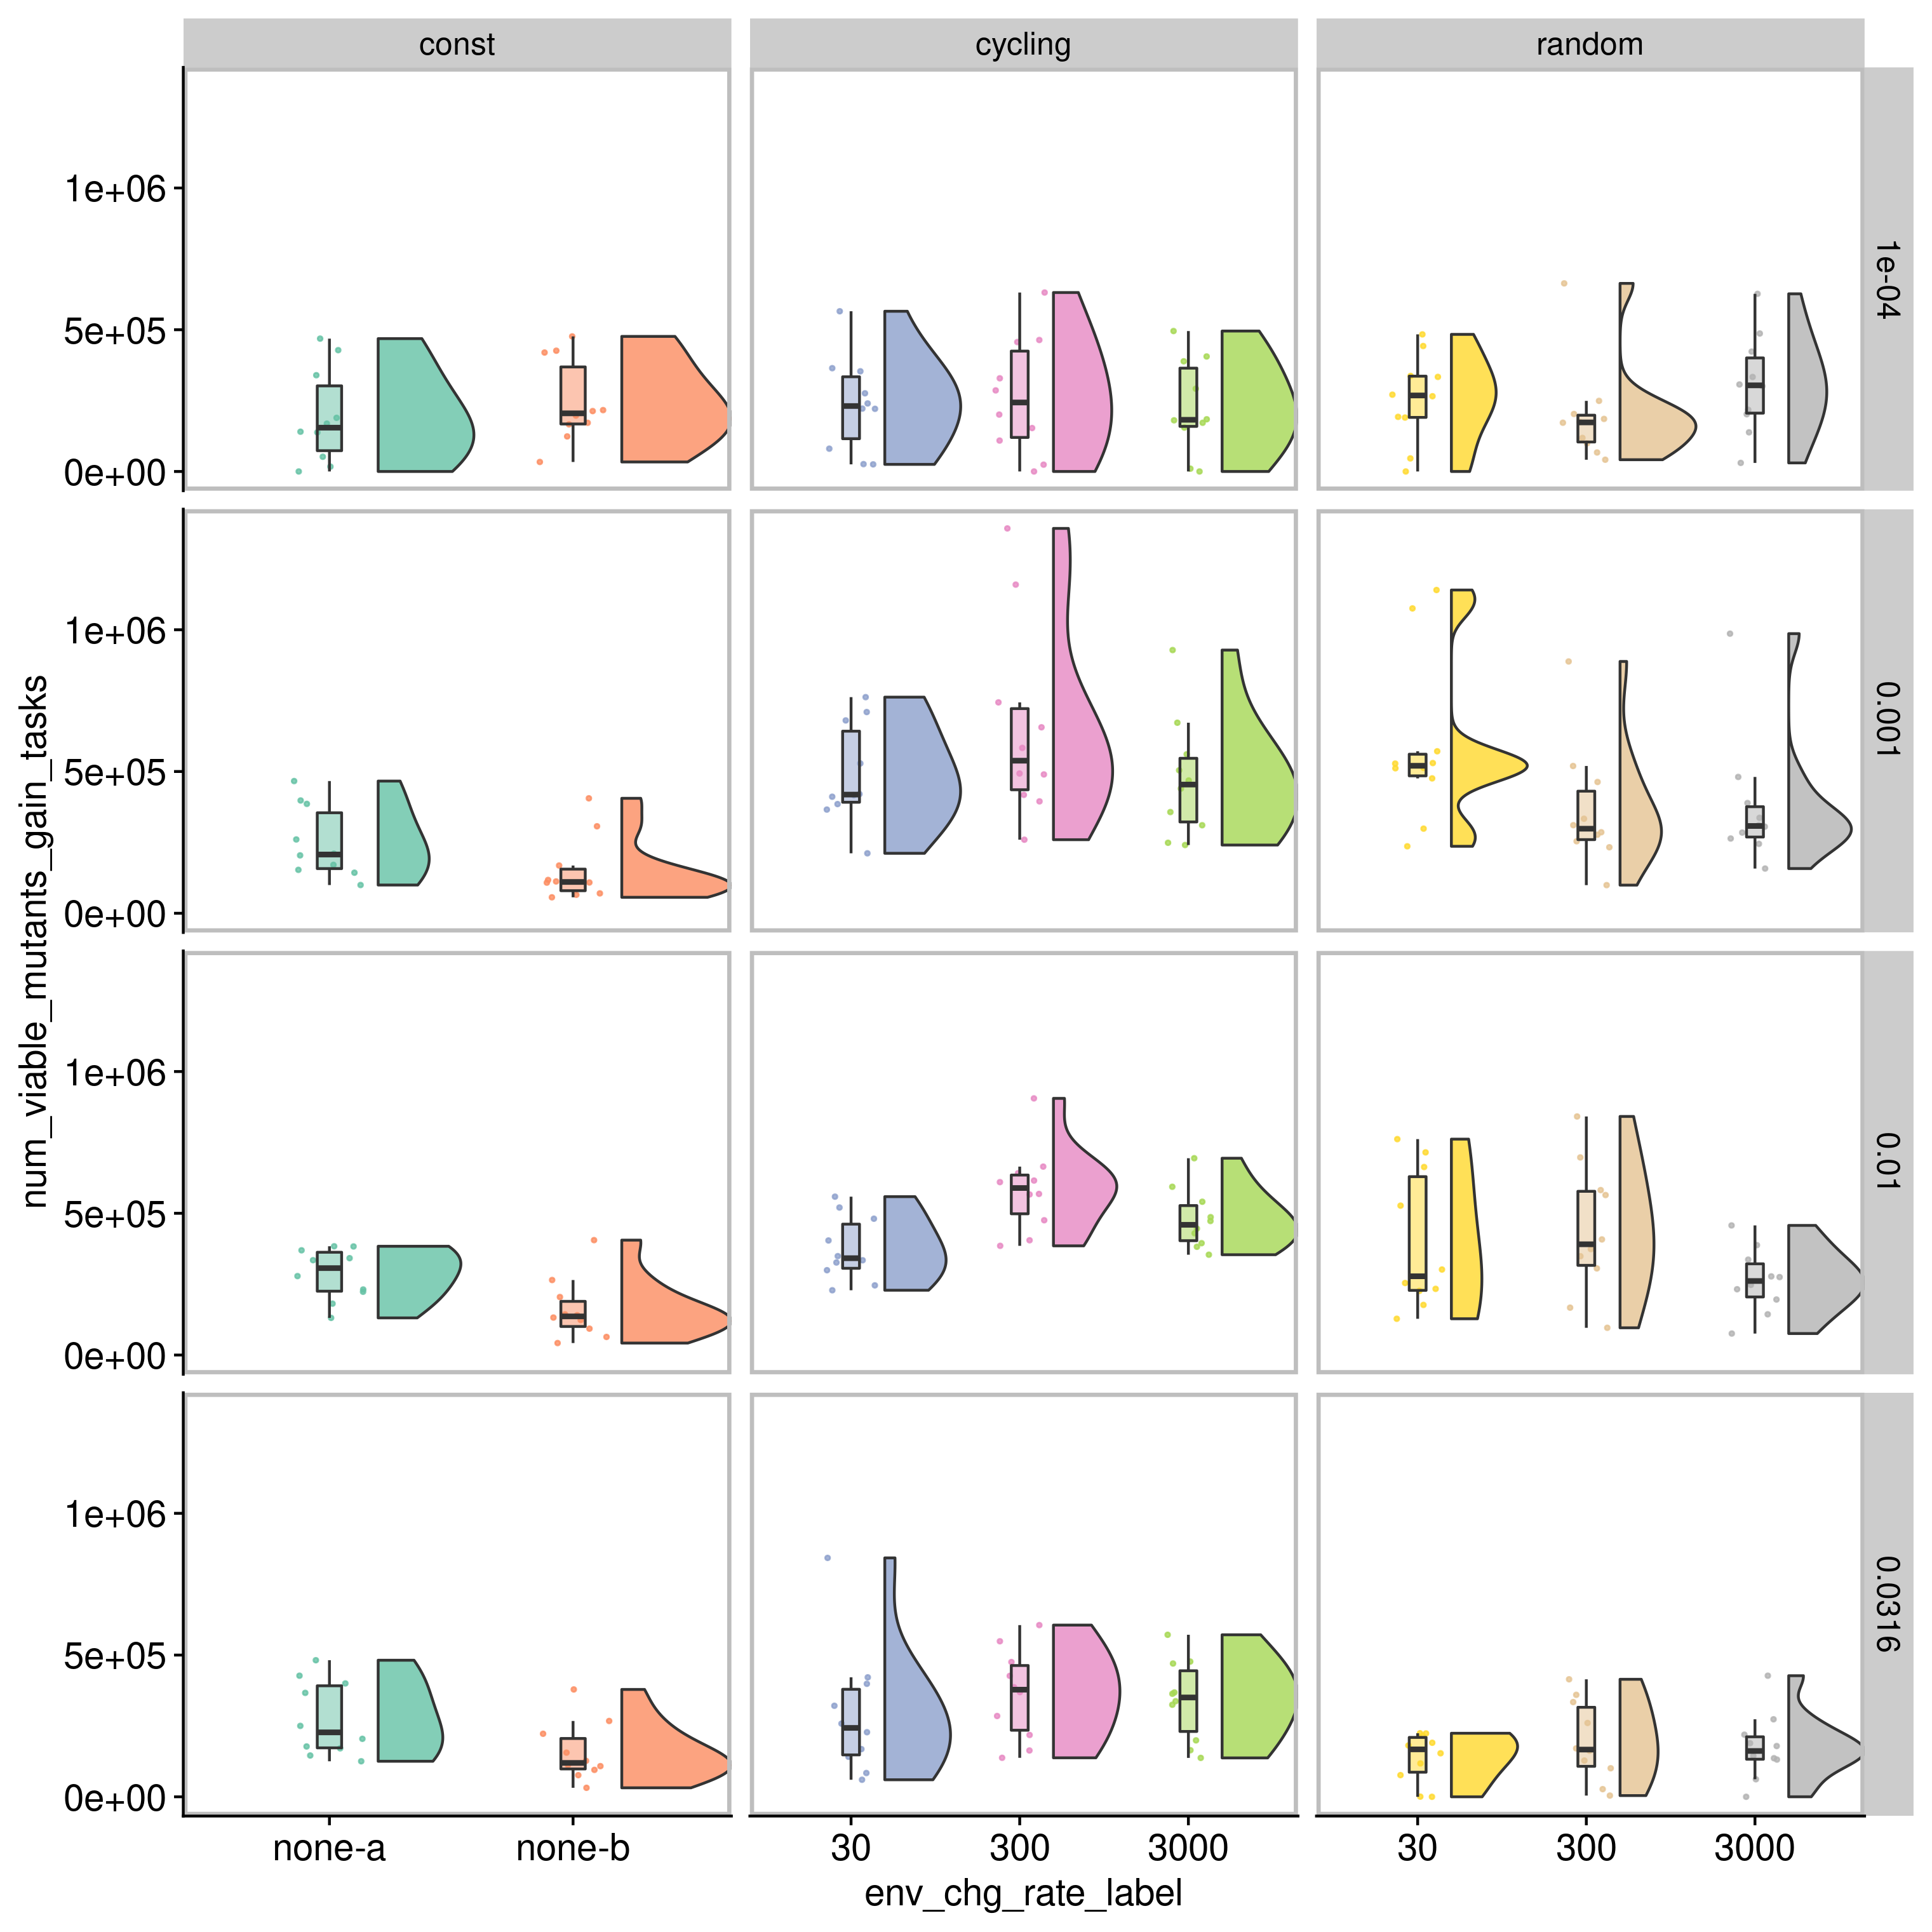 const
cycling
random
1e+06
5e+05
0e+00
1e-04
1e+06
5e+05
0e+00
0.001
1e+06
5e+05
0e+00
0.01
1e+06
5e+05
0e+00
0.0316
num_viable_mutants_gain_tasks
none-a
none-b
30
300
3000
30
300
3000
env_chg_rate_label